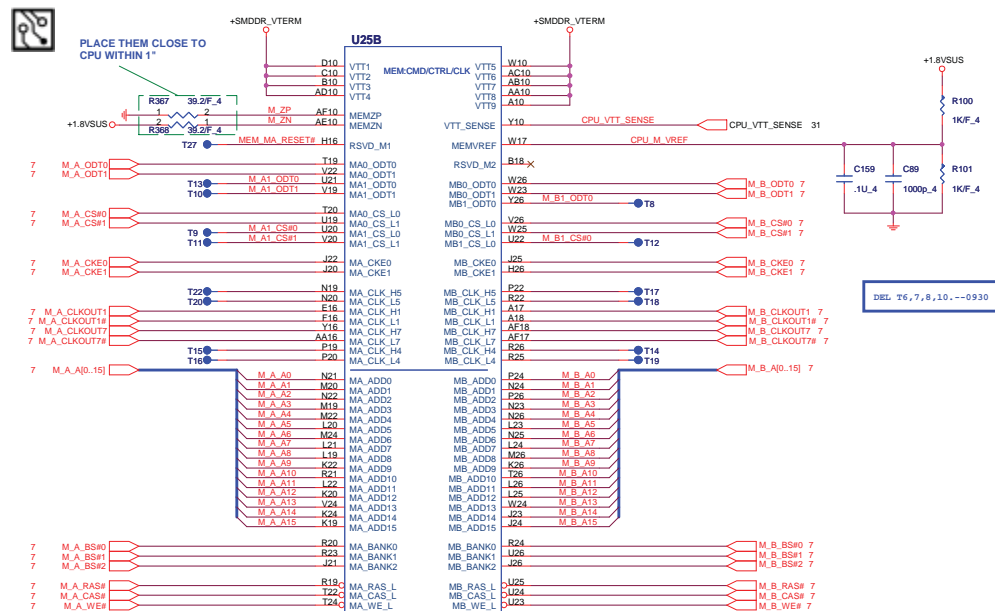 +SMDDR_VTERM
+SMDDR_VTERM
PLACE THEM CLOSE TO
CPU WITHIN 1"
U25B
MEM:CMD/CTRL/CLK
D10 VTT1 VTT5 W10
C10 VTT2 VTT6 AC10
B10 VTT3 VTT7 AB10
AD10 VTT4 VTT8 AA10
VTT9 A10
+1.8VSUS
R367 39.2/F_4
1 2 M_ZP AF10 MEMZP
+1.8VSUS 1 2 M_ZN AE10 MEMZN VTT_SENSE Y10 CPU_VTT_SENSE CPU_VTT_SENSE 31
R368 39.2/F_4
R100
1K/F_4
T27 MEM_MA_RESET# H16 RSVD_M1 MEMVREF W17 CPU_M_VREF
RSVD_M2 B18
C159
.1U_4
C89
1000p_4
R101
1K/F_4
7 M_A_ODT0 T19 MA0_ODT0
7 M_A_ODT1 V22 MA0_ODT1
T13 M_A1_ODT0 U21 MA1_ODT0 MB0_ODT0 W26 M_B_ODT0 7
T10 M_A1_ODT1 V19 MA1_ODT1 MB0_ODT1 W23 M_B_ODT1 7
MB1_ODT0 Y26 M_B1_ODT0 T8
7 M_A_CS#0 T20 MA0_CS_L0
7 M_A_CS#1 U19 MA0_CS_L1 MB0_CS_L0 V26 M_B_CS#0 7
T9 M_A1_CS#0 U20 MA1_CS_L0 MB0_CS_L1 W25 M_B_CS#1 7
T11 M_A1_CS#1 V20 MA1_CS_L1 MB1_CS_L0 U22 M_B1_CS#0 T12
7 M_A_CKE0 J22 MA_CKE0 MB_CKE0 J25 M_B_CKE0 7
7 M_A_CKE1 J20 MA_CKE1 MB_CKE1 H26 M_B_CKE1 7
T22 N19 MA_CLK_H5 MB_CLK_H5 P22 T17
T20 N20 MA_CLK_L5 MB_CLK_L5 R22 T18
DEL T6,7,8,10.--0930
7 M_A_CLKOUT1 E16 MA_CLK_H1 MB_CLK_H1 A17 M_B_CLKOUT1 7
7 M_A_CLKOUT1# F16 MA_CLK_L1 MB_CLK_L1 A18 M_B_CLKOUT1# 7
7 M_A_CLKOUT7 Y16 MA_CLK_H7 MB_CLK_H7 AF18 M_B_CLKOUT7 7
7 M_A_CLKOUT7# AA16 MA_CLK_L7 MB_CLK_L7 AF17 M_B_CLKOUT7# 7
T15 P19 MA_CLK_H4 MB_CLK_H4 R26 T14
T16 P20 MA_CLK_L4 MB_CLK_L4 R25 T19
7 M_A_A[0..15] M_B_A[0..15] 7
M_A_A0 N21 MA_ADD0 MB_ADD0 P24 M_B_A0
M_A_A1 M20 MA_ADD1 MB_ADD1 N24 M_B_A1
M_A_A2 N22 MA_ADD2 MB_ADD2 P26 M_B_A2
M_A_A3 M19 MA_ADD3 MB_ADD3 N23 M_B_A3
M_A_A4 M22 MA_ADD4 MB_ADD4 N26 M_B_A4
M_A_A5 L20 MA_ADD5 MB_ADD5 L23 M_B_A5
M_A_A6 M24 MA_ADD6 MB_ADD6 N25 M_B_A6
M_A_A7 L21 MA_ADD7 MB_ADD7 L24 M_B_A7
M_A_A8 L19 MA_ADD8 MB_ADD8 M26 M_B_A8
M_A_A9 K22 MA_ADD9 MB_ADD9 K26 M_B_A9
M_A_A10 R21 MA_ADD10 MB_ADD10 T26 M_B_A10
M_A_A11 L22 MA_ADD11 MB_ADD11 L26 M_B_A11
M_A_A12 K20 MA_ADD12 MB_ADD12 L25 M_B_A12
M_A_A13 V24 MA_ADD13 MB_ADD13 W24 M_B_A13
M_A_A14 K24 MA_ADD14 MB_ADD14 J23 M_B_A14
M_A_A15 K19 MA_ADD15 MB_ADD15 J24 M_B_A15
7 M_A_BS#0 R20 MA_BANK0 MB_BANK0 R24 M_B_BS#0 7
7 M_A_BS#1 R23 MA_BANK1 MB_BANK1 U26 M_B_BS#1 7
7 M_A_BS#2 J21 MA_BANK2 MB_BANK2 J26 M_B_BS#2 7
7 M_A_RAS# R19 MA_RAS_L MB_RAS_L U25 M_B_RAS# 7
7 M_A_CAS# T22 MA_CAS_L MB_CAS_L U24 M_B_CAS# 7
7 M_A_WE# T24 MA_WE_L MB_WE_L U23 M_B_WE# 7